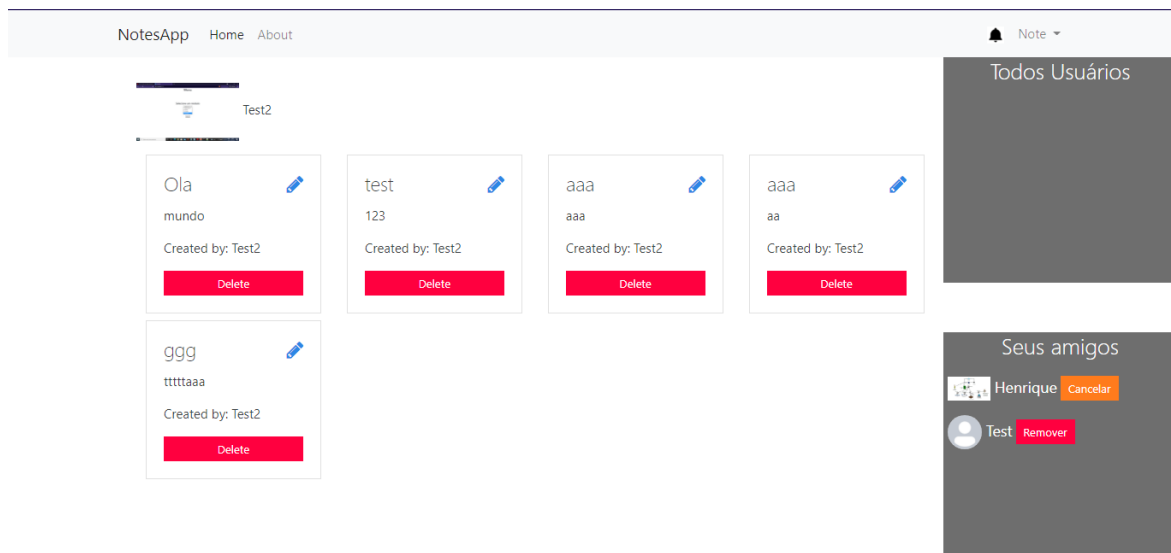 NotesApp Home About Note
Todos Usuários
Test2
Ola
mundo
Created by: Test2
Delete
test
123
Created by: Test2
Delete
aaa
aaa
Created by: Test2
Delete
aaa
aa
Created by: Test2
Delete
ggg
tttttaaa
Created by: Test2
Delete
Seus amigos
Henrique Cancelar
Test Remover